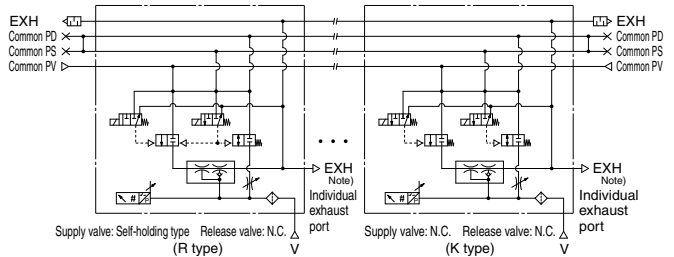 EXH
EXH
Common PD
Common PD
Common PS
Common PS
Common PV
Common PV
EXH
Note)
Individual
exhaust
port
EXH
Note)
Individual
exhaust
port
#
#
Supply valve: Self-holding type Release valve: N.C.
(R type)
V
Supply valve: N.C. Release valve: N.C.
(K type)
V